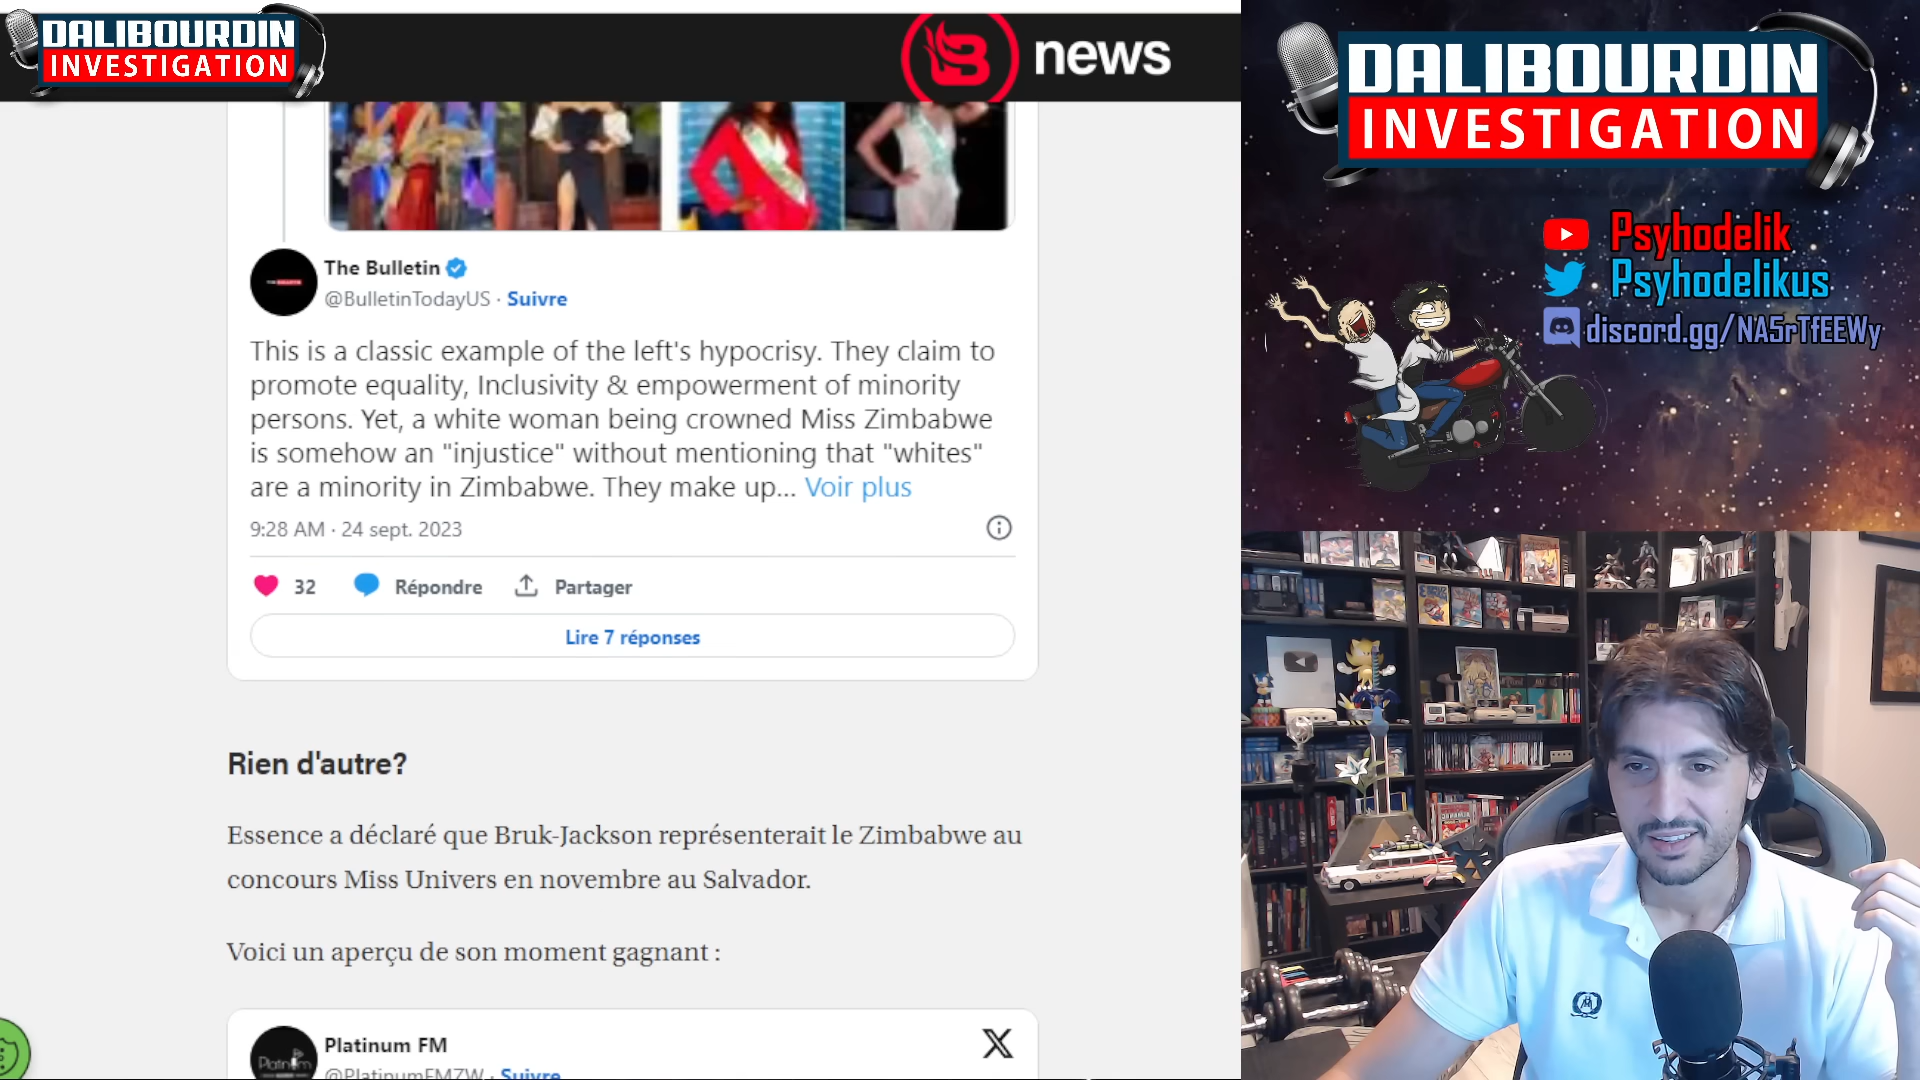 DALIBOURDIN
INVESTIGATION
news
The Bulletin
@BulletinTodayUS · Suivre
This is a classic example of the left's hypocrisy. They claim to
promote equality, Inclusivity & empowerment of minority
persons. Yet, a white woman being crowned Miss Zimbabwe
is somehow an "injustice" without mentioning that "whites"
are a minority in Zimbabwe. They make up... Voir plus
9:28 AM · 24 sept. 2023
32 Répondre Partager
Lire 7 réponses
Rien d'autre?
Essence a déclaré que Bruk-Jackson représenterait le Zimbabwe au
concours Miss Univers en novembre au Salvador.
Voici un aperçu de son moment gagnant :
Platinum FM
@PlatinumFMZW · Suivre
DALIBOURDIN
INVESTIGATION
Psyhodelik
Psyhodelikus
discord.gg/NA5rTfEEWy